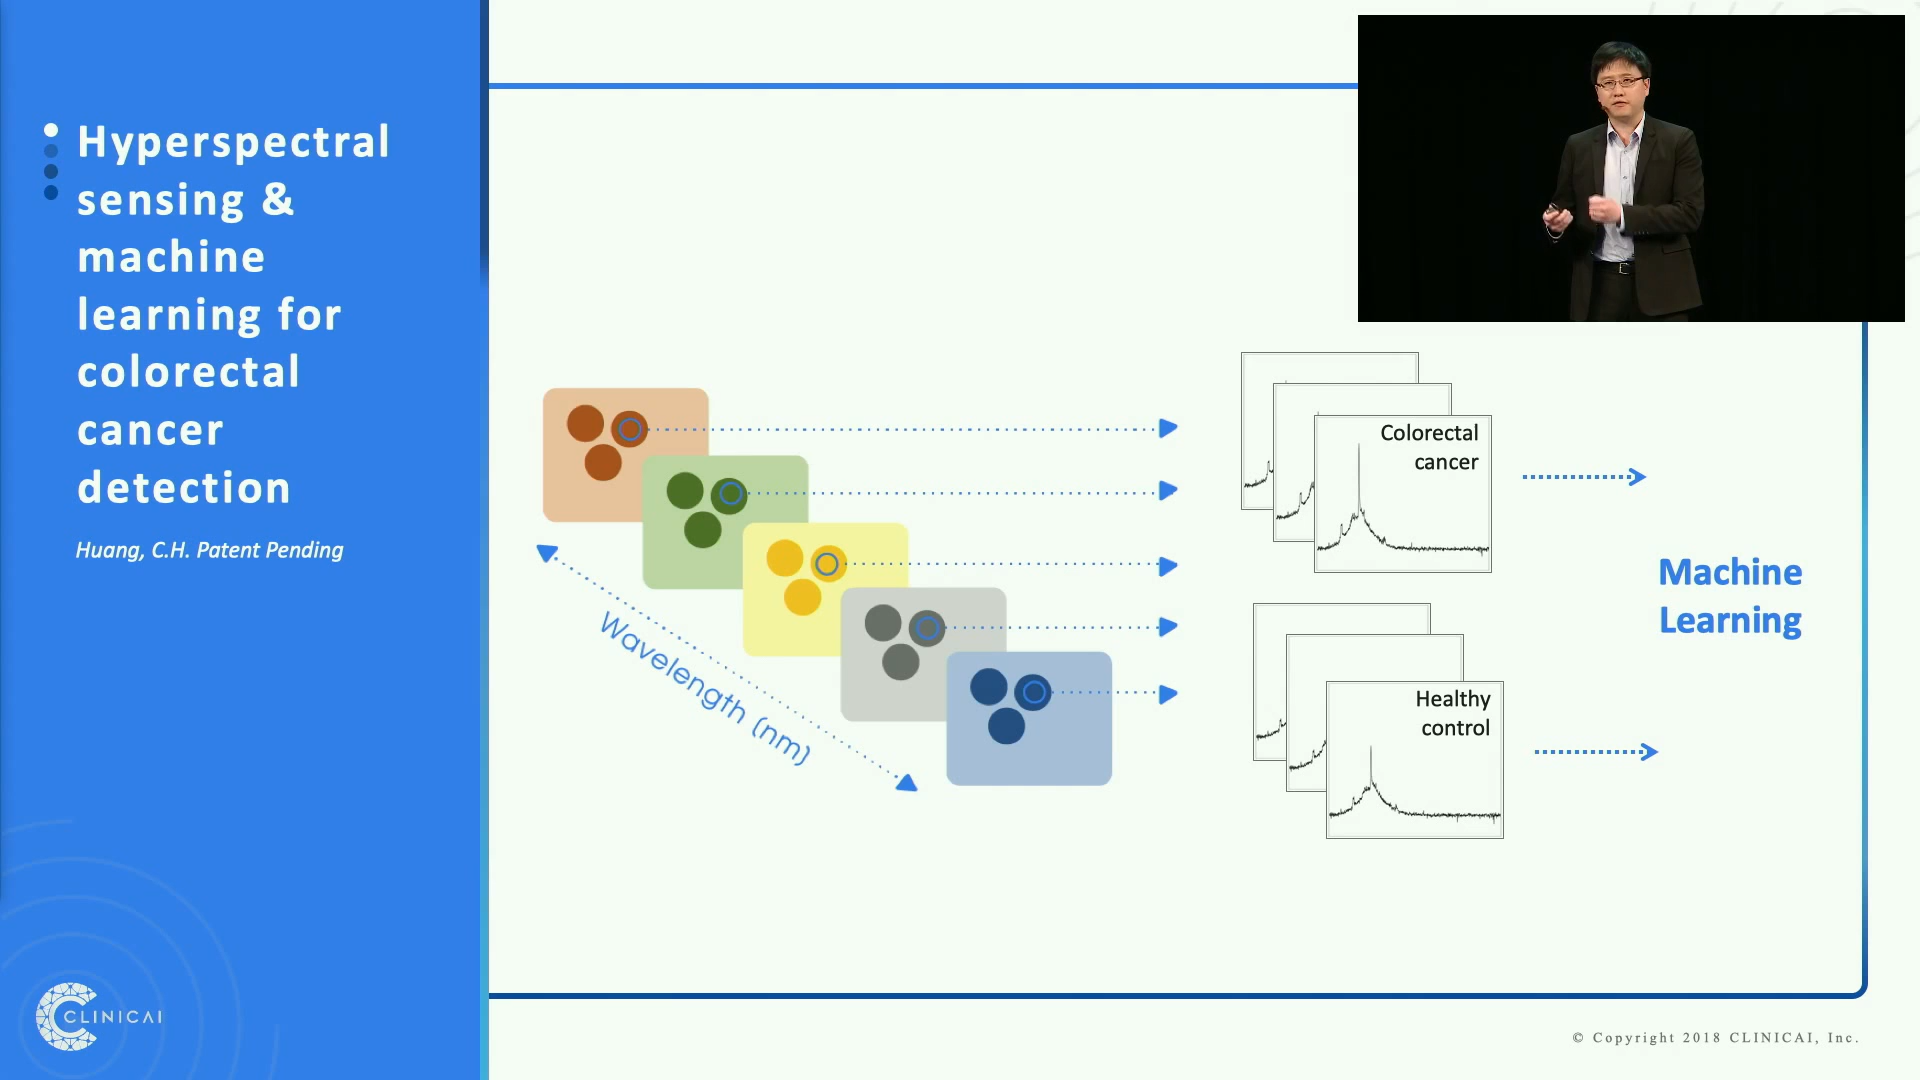 Hyperspectral
sensing &
machine
learning for
colorectal
cancer
detection
Huang, C.H. Patent Pending
Wavelength (nm)
Colorectal
cancer
Healthy
control
Machine
Learning
CLINICAI
© Copyright 2018 CLINICAI, Inc.